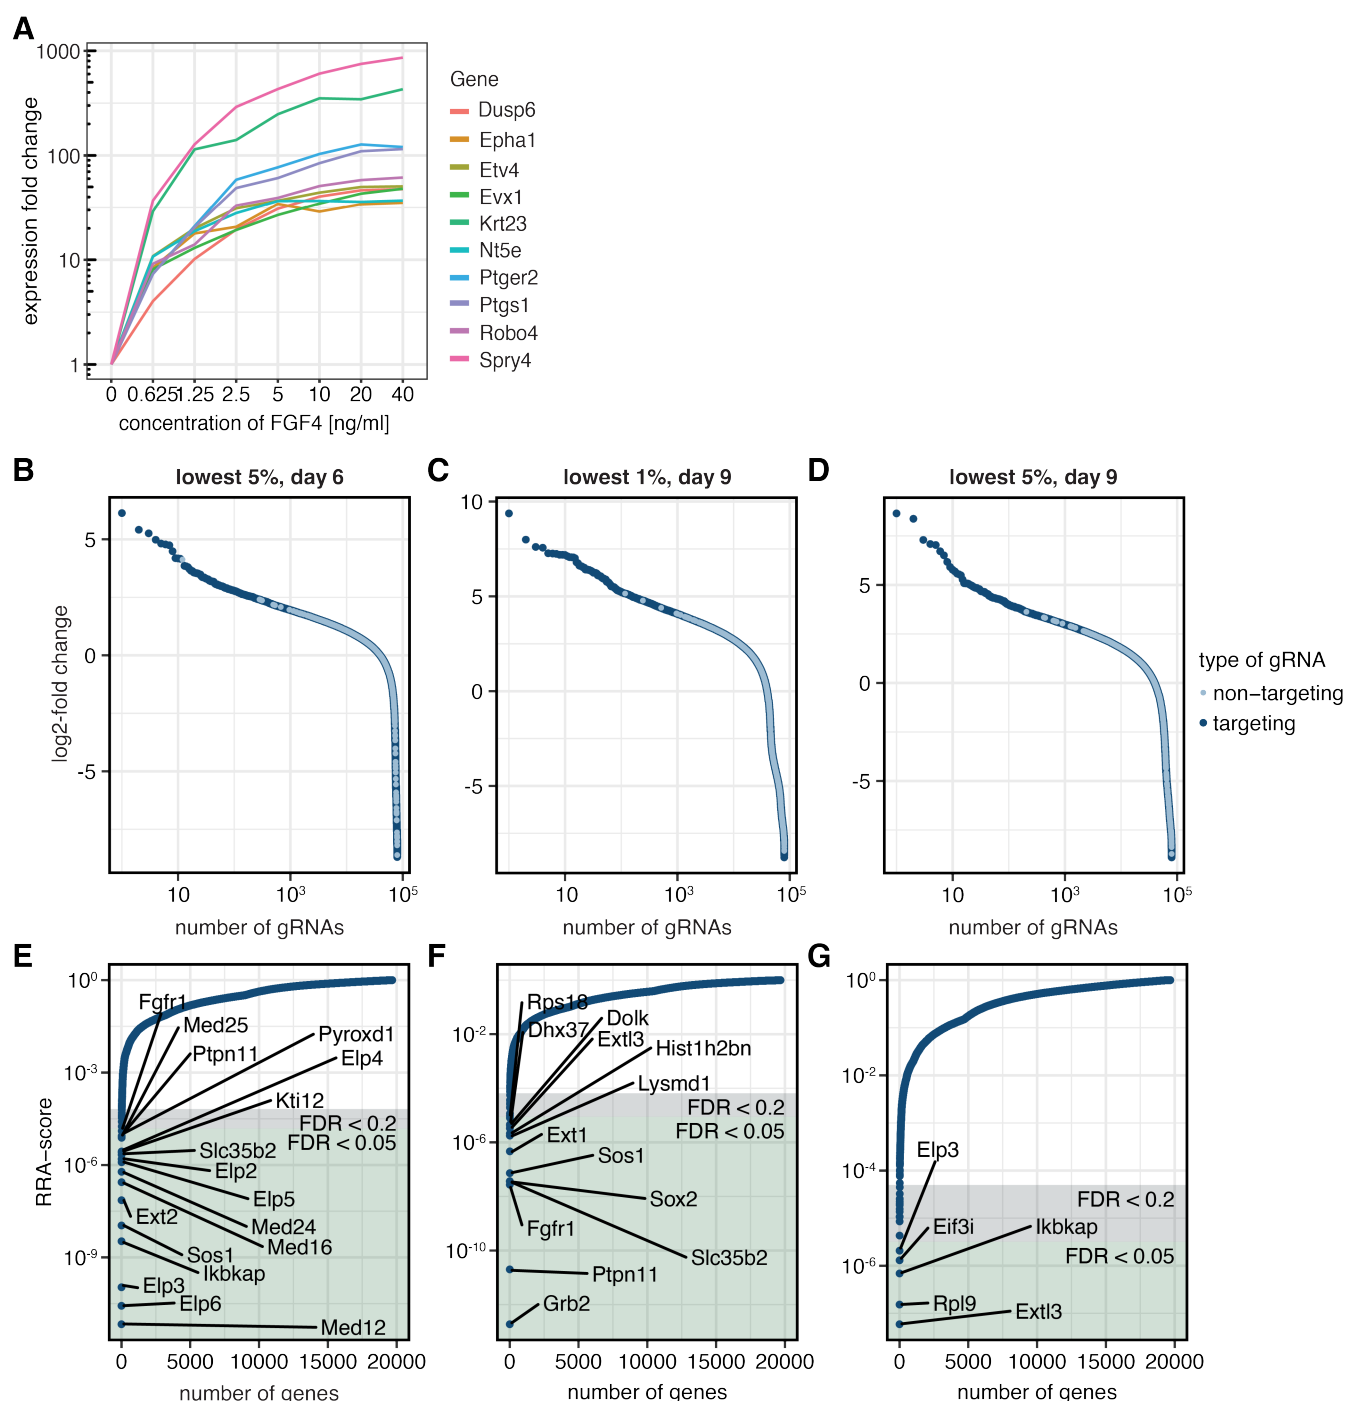 A
1000
100
10
1
expression fold change
0 0.625 1.25 2.5 5 10 20 40
concentration of FGF4 [ng/ml]
Gene
Dusp6
Epha1
Etv4
Evx1
Krt23
Nt5e
Ptger2
Ptgs1
Robo4
Spry4
B
lowest 5%, day 6
5
0
-5
log2-fold change
10 10³ 10⁵
number of gRNAs
C
lowest 1%, day 9
10
5
0
-5
10 10³ 10⁵
number of gRNAs
D
lowest 5%, day 9
5
0
-5
10 10³ 10⁵
number of gRNAs
type of gRNA
non−targeting
targeting
E
10⁰
10⁻³
10⁻⁶
10⁻⁹
RRA−score
Fgfr1
Med25
Ptpn11
Pyroxd1
Elp4
Kti12
FDR < 0.2
FDR < 0.05
Slc35b2
Elp2
Elp5
Ext2
Med24
Med16
Sos1
Ikbkap
Elp3
Elp6
Med12
0 5000 10000 15000 20000
number of genes
F
10⁻²
10⁻⁶
10⁻¹⁰
Rps18
Dhx37
Dolk
Extl3
Hist1h2bn
Lysmd1
FDR < 0.2
FDR < 0.05
Ext1
Sos1
Sox2
Fgfr1
Slc35b2
Ptpn11
Grb2
0 5000 10000 15000 20000
number of genes
G
10⁰
10⁻²
10⁻⁴
10⁻⁶
Elp3
FDR < 0.2
Eif3i
Ikbkap
FDR < 0.05
Rpl9
Extl3
0 5000 10000 15000 20000
number of genes